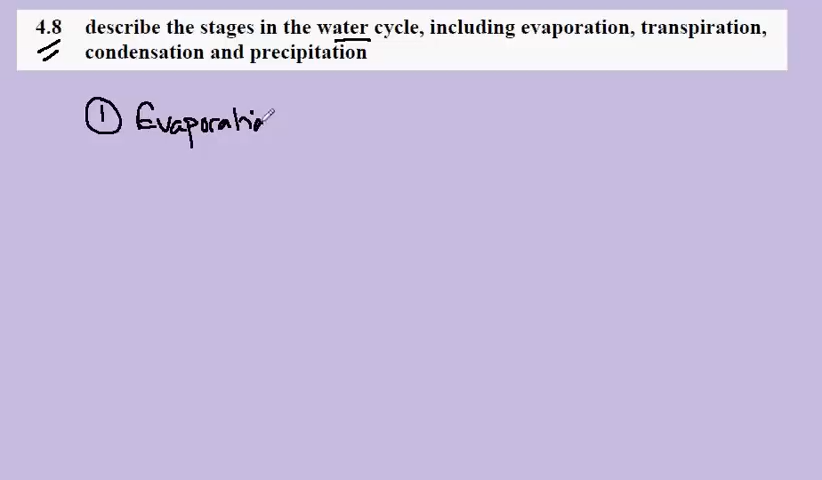 4.8 describe the stages in the water cycle, including evaporation, transpiration,
condensation and precipitation
1 Evaporatio